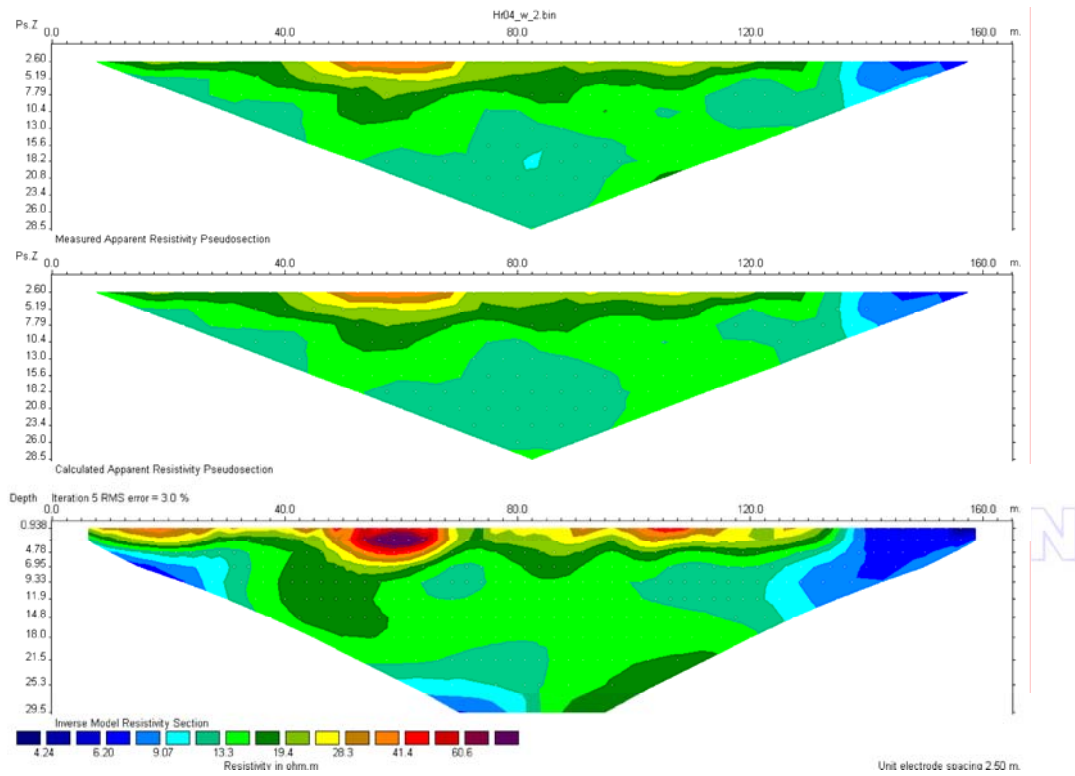 Hr04_w_2.bin
Ps.Z 0.0 40.0 80.0 120.0 160.0 m.
2.60
5.19
7.79
10.4
13.0
15.6
18.2
20.8
23.4
26.0
28.5
Measured Apparent Resistivity Pseudosection
Ps.Z 0.0 40.0 80.0 120.0 160.0 m.
2.60
5.19
7.79
10.4
13.0
15.6
18.2
20.8
23.4
26.0
28.5
Calculated Apparent Resistivity Pseudosection
Depth Iteration 5 RMS error = 3.0 %
0.0 40.0 80.0 120.0 160.0 m.
0.938
4.78
6.95
9.33
11.9
14.8
18.0
21.5
25.3
29.5
N
Inverse Model Resistivity Section
4.24 6.20 9.07 13.3 19.4 28.3 41.4 60.6
Resistivity in ohm.m
Unit electrode spacing 2.50 m.